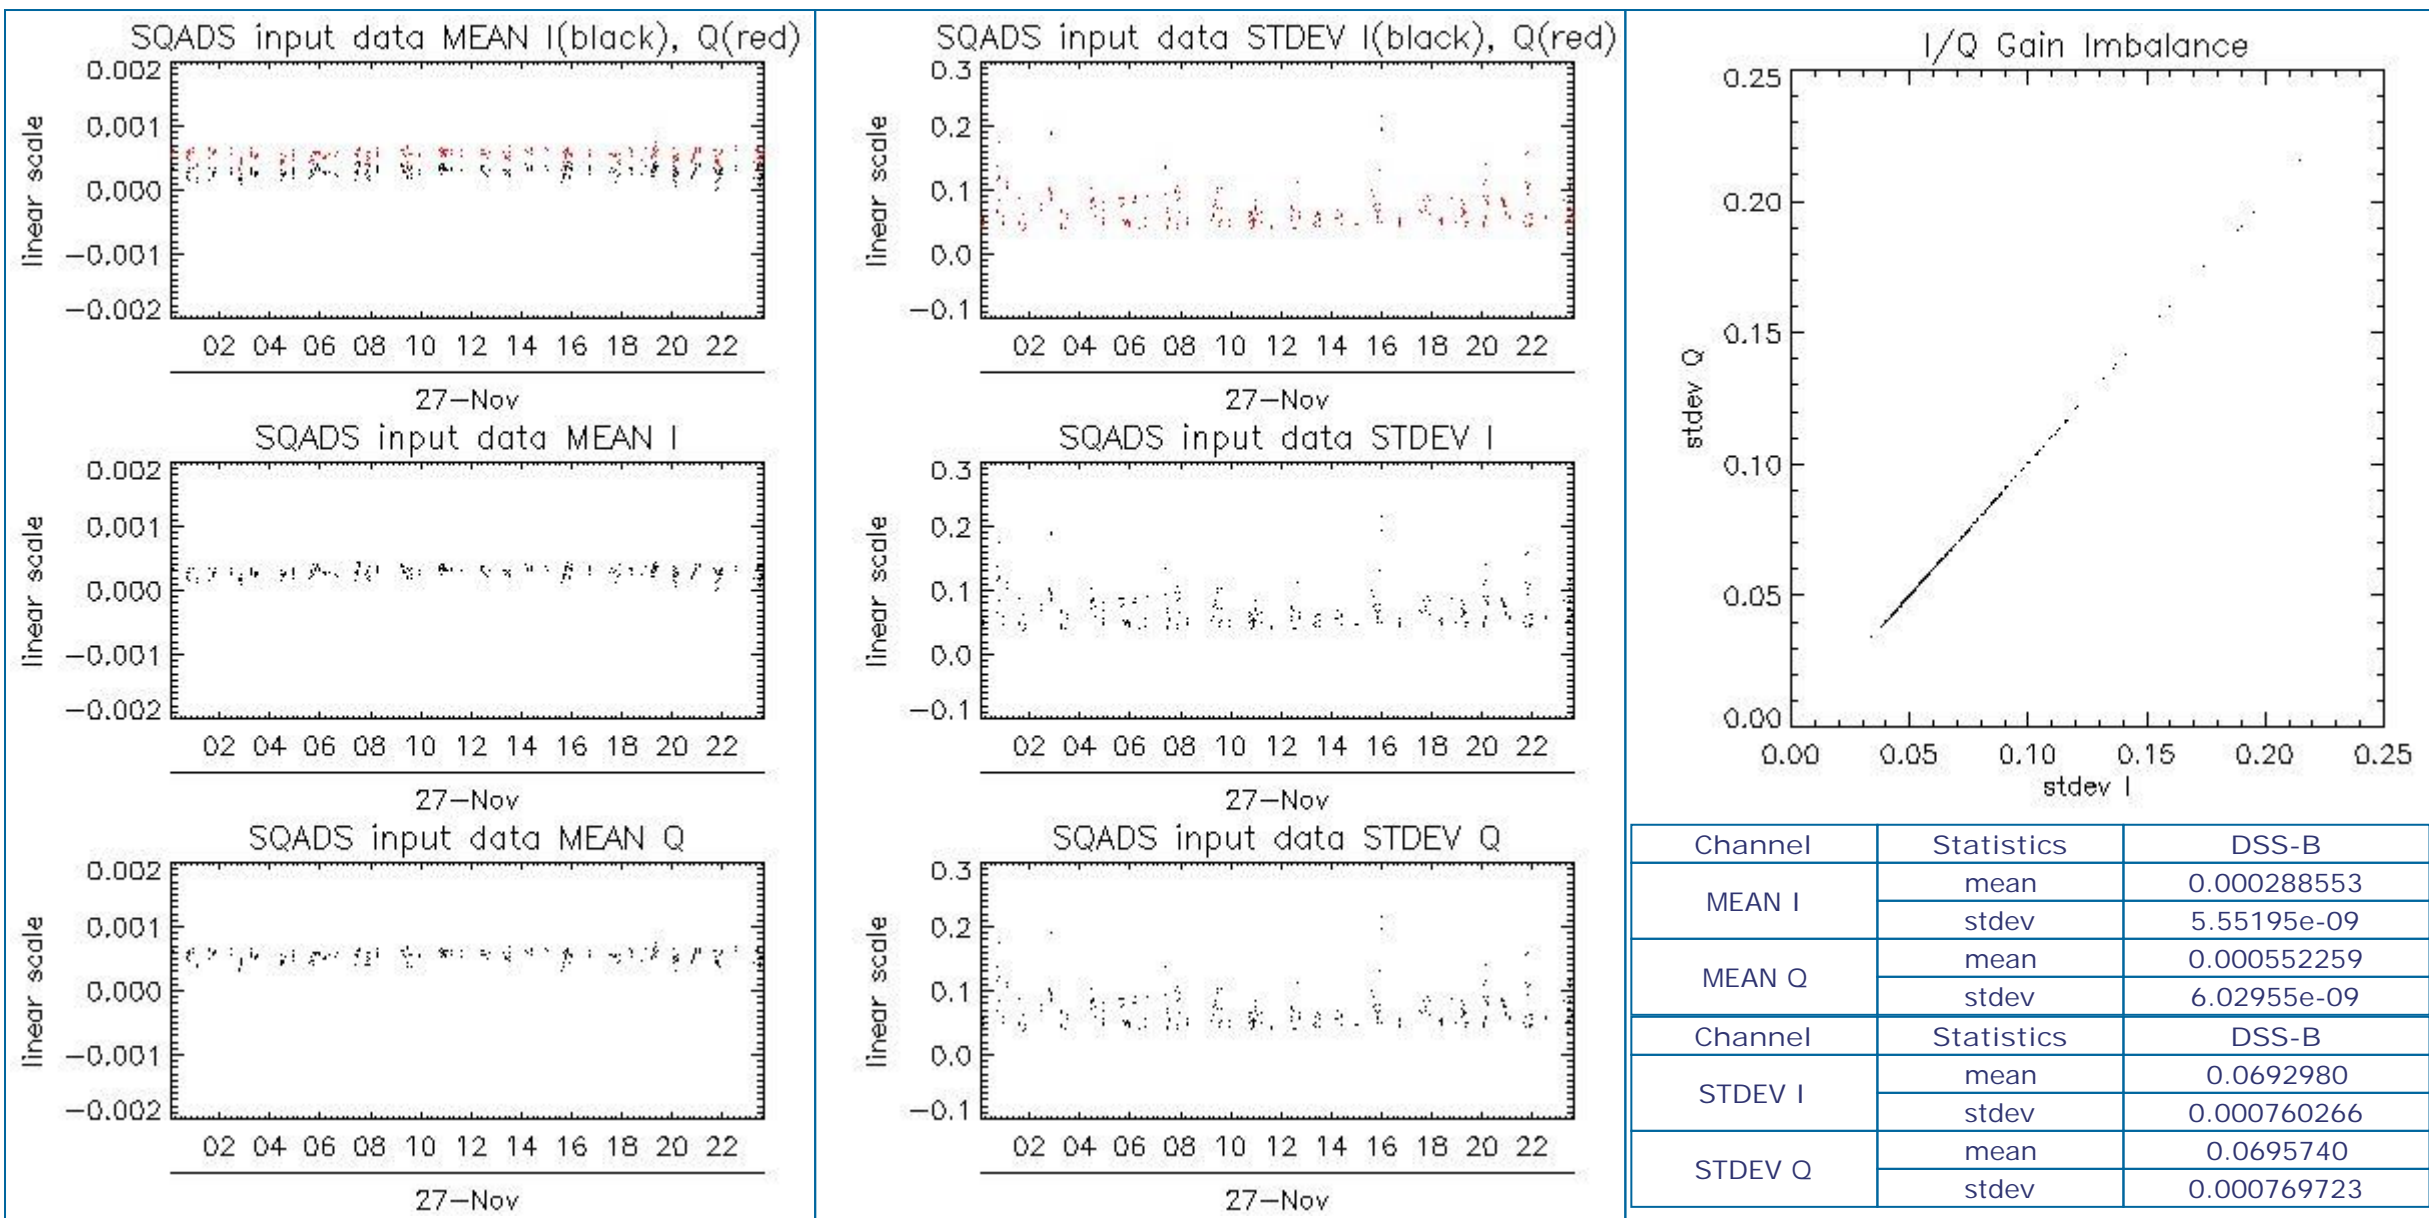 SQADS input data MEAN I(black), Q(red)
linear scale
0.002
0.001
0.000
−0.001
−0.002
02 04 06 08 10 12 14 16 18 20 22
27−Nov
SQADS input data MEAN I
linear scale
0.002
0.001
0.000
−0.001
−0.002
02 04 06 08 10 12 14 16 18 20 22
27−Nov
SQADS input data MEAN Q
linear scale
0.002
0.001
0.000
−0.001
−0.002
02 04 06 08 10 12 14 16 18 20 22
27−Nov
SQADS input data STDEV I(black), Q(red)
linear scale
0.3
0.2
0.1
0.0
−0.1
02 04 06 08 10 12 14 16 18 20 22
27−Nov
SQADS input data STDEV I
linear scale
0.3
0.2
0.1
0.0
−0.1
02 04 06 08 10 12 14 16 18 20 22
27−Nov
SQADS input data STDEV Q
linear scale
0.3
0.2
0.1
0.0
−0.1
02 04 06 08 10 12 14 16 18 20 22
27−Nov
I/Q Gain Imbalance
stdev Q
0.25
0.20
0.15
0.10
0.05
0.00
0.00 0.05 0.10 0.15 0.20 0.25
stdev I
Channel Statistics DSS-B
MEAN I mean 0.000288553
stdev 5.55195e-09
MEAN Q mean 0.000552259
stdev 6.02955e-09
Channel Statistics DSS-B
STDEV I mean 0.0692980
stdev 0.000760266
STDEV Q mean 0.0695740
stdev 0.000769723